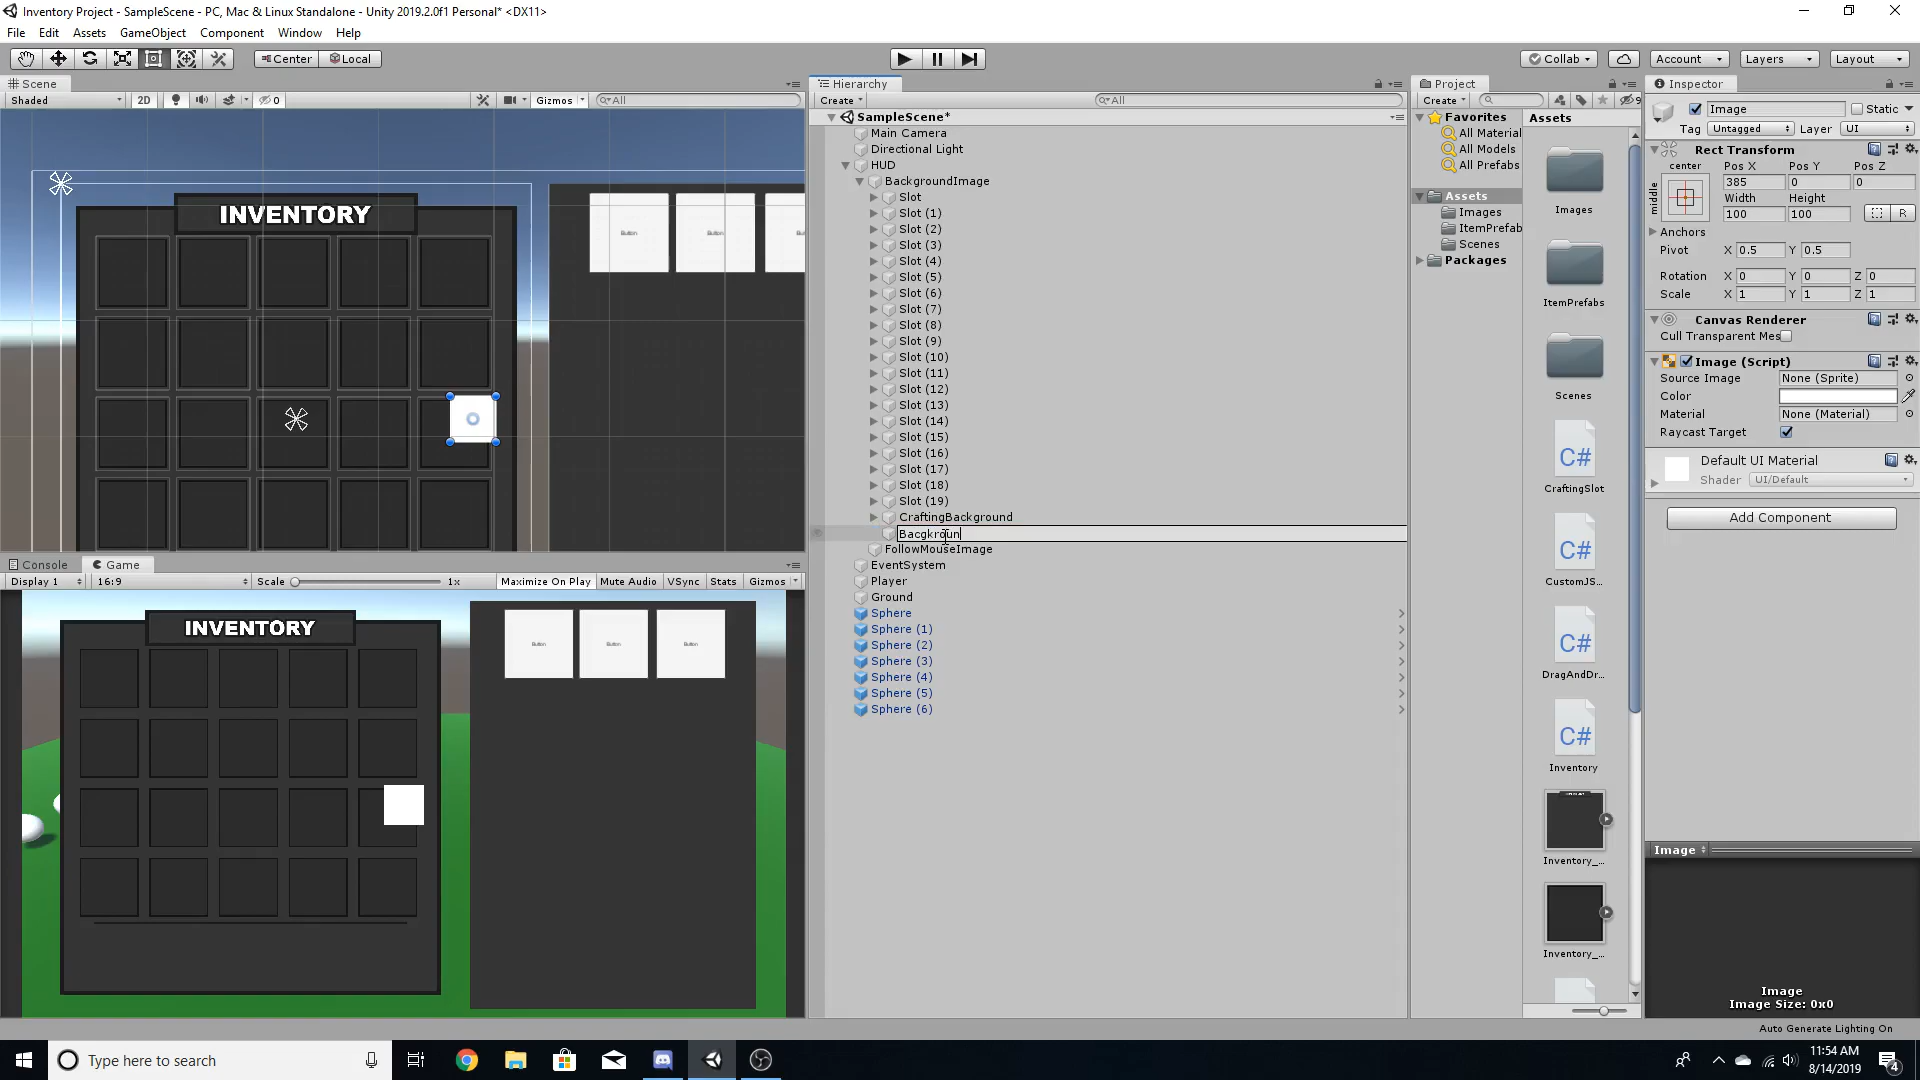 Inventory Project - SampleScene - PC, Mac & Linux Standalone - Unity 2019.2.0f1 Personal* <DX11>
File Edit Assets GameObject Component Window Help
Center Local Collab Account Layers Layout
Scene
Shaded 2D 0 Gizmos All
INVENTORY
Button Button
Hierarchy
Create All
SampleScene*
Main Camera
Directional Light
HUD
BackgroundImage
Slot
Slot (1)
Slot (2)
Slot (3)
Slot (4)
Slot (5)
Slot (6)
Slot (7)
Slot (8)
Slot (9)
Slot (10)
Slot (11)
Slot (12)
Slot (13)
Slot (14)
Slot (15)
Slot (16)
Slot (17)
Slot (18)
Slot (19)
CraftingBackground
Bacgkroun
FollowMouseImage
EventSystem
Player
Ground
Sphere
Sphere (1)
Sphere (2)
Sphere (3)
Sphere (4)
Sphere (5)
Sphere (6)
Console Game
Display 1 16:9 Scale 1x Maximize On Play Mute Audio VSync Stats Gizmos
INVENTORY
Button Button Button
Project
Create 9
Favorites
All Material
All Models
All Prefabs
Assets
Images
ItemPrefab
Scenes
Packages
Assets
Images
ItemPrefabs
Scenes
C#
CraftingSlot
C#
CustomJS...
C#
DragAndDr...
C#
Inventory
Inventory_...
Inventory_...
Inspector
Image Static
Tag Untagged Layer UI
Rect Transform
center Pos X Pos Y Pos Z
middle 385 0 0
Width Height
100 100 R
Anchors
Pivot X 0.5 Y 0.5
Rotation X 0 Y 0 Z 0
Scale X 1 Y 1 Z 1
Canvas Renderer
Cull Transparent Mes
Image (Script)
Source Image None (Sprite)
Color
Material None (Material)
Raycast Target
Default UI Material
Shader UI/Default
Add Component
Image
Image
Image Size: 0x0
Auto Generate Lighting On
Type here to search
11:54 AM
8/14/2019
4